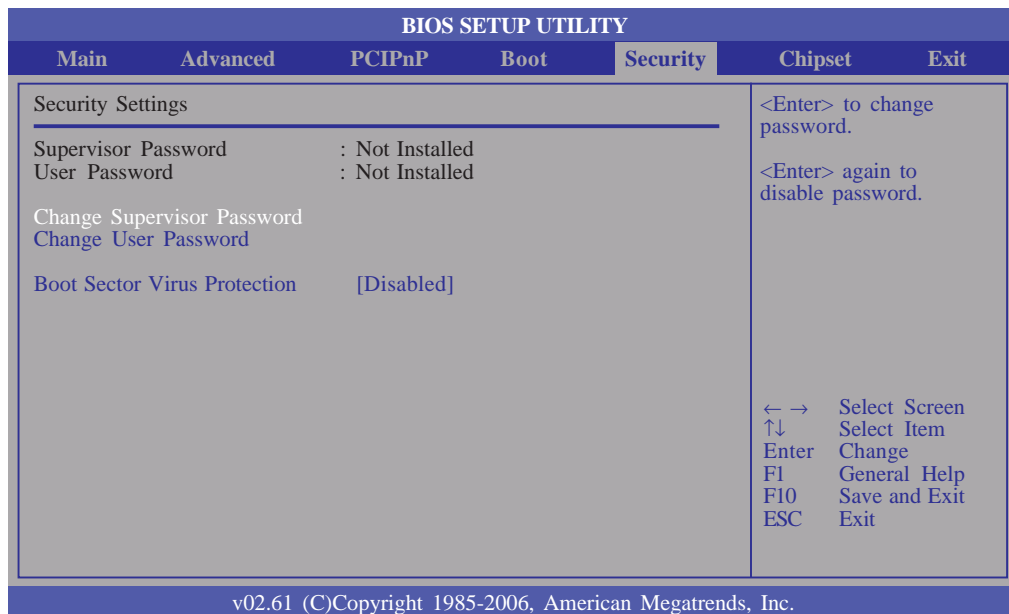 BIOS SETUP UTILITY
Main Advanced PCIPnP Boot Security Chipset Exit
Security Settings
Supervisor Password : Not Installed
User Password : Not Installed
Change Supervisor Password
Change User Password
Boot Sector Virus Protection [Disabled]
<Enter> to change
password.
<Enter> again to
disable password.
← → Select Screen
↑↓ Select Item
Enter Change
F1 General Help
F10 Save and Exit
ESC Exit
v02.61 (C)Copyright 1985-2006, American Megatrends, Inc.